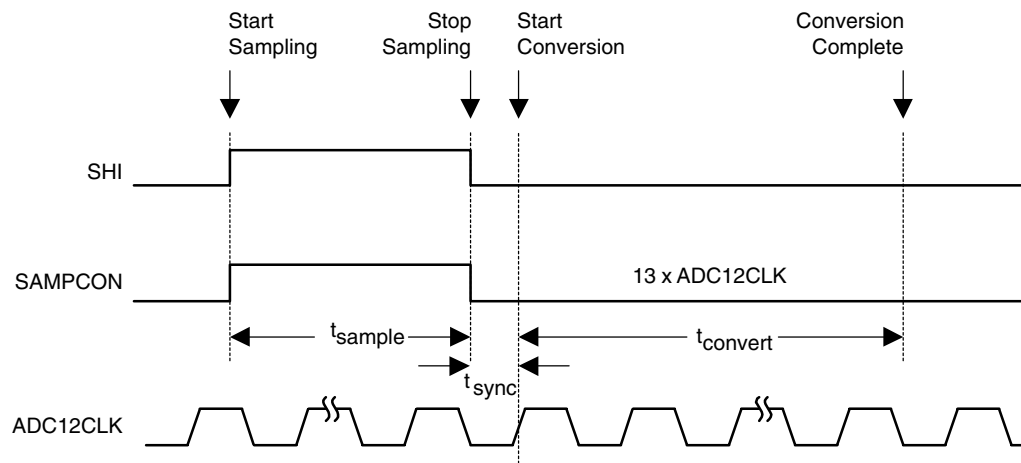 Start
Sampling
Stop
Sampling
Start
Conversion
Conversion
Complete
SHI
SAMPCON
13 x ADC12CLK
tsample
tconvert
tsync
ADC12CLK